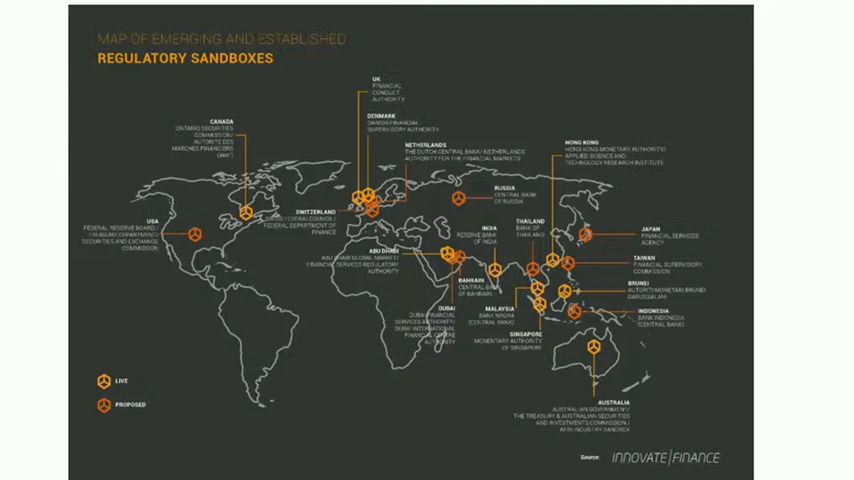 MAP OF EMERGING AND ESTABLISHED
REGULATORY SANDBOXES
UK
FINANCIAL
CONDUCT
AUTHORITY
DENMARK
DANISH FINANCIAL
SUPERVISORY AUTHORITY
CANADA
ONTARIO SECURITIES
COMMISSION/
AUTORITÉ DES
MARCHÉS FINANCIERS
(AMF)
NETHERLANDS
THE DUTCH CENTRAL BANK/ NETHERLANDS
AUTHORITY FOR THE FINANCIAL MARKETS
HONG KONG
HONG KONG MONETARY AUTHORITY/
APPLIED SCIENCE AND
TECHNOLOGY RESEARCH INSTITUTE
RUSSIA
CENTRAL BANK
OF RUSSIA
SWITZERLAND
SWISS FEDERAL COUNCIL/
FEDERAL DEPARTMENT OF
FINANCE
USA
FEDERAL RESERVE BOARD /
TREASURY DEPARTMENT/
SECURITIES AND EXCHANGE
COMMISSION
INDIA
RESERVE BANK
OF INDIA
THAILAND
BANK OF
THAILAND
JAPAN
FINANCIAL SERVICES
AGENCY
ABU DHABI
ABU DHABI GLOBAL MARKET/
FINANCIAL SERVICES REGULATORY
AUTHORITY
TAIWAN
FINANCIAL SUPERVISORY
COMMISSION
BAHRAIN
CENTRAL BANK
OF BAHRAIN
BRUNEI
AUTORITI MONETARI BRUNEI
DARUSSALAM
DUBAI
DUBAI FINANCIAL
SERVICES AUTHORITY/
DUBAI INTERNATIONAL
FINANCIAL CENTRE
AUTHORITY
MALAYSIA
BANK NEGARA
(CENTRAL BANK)
INDONESIA
BANK INDONESIA
(CENTRAL BANK)
SINGAPORE
MONETARY AUTHORITY
OF SINGAPORE
LIVE
PROPOSED
AUSTRALIA
AUSTRALIAN GOVERNMENT/
THE TREASURY & AUSTRALIAN SECURITIES
AND INVESTMENTS COMMISSION /
INDUSTRY SANDBOX
Source:
INNOVATE|FINANCE